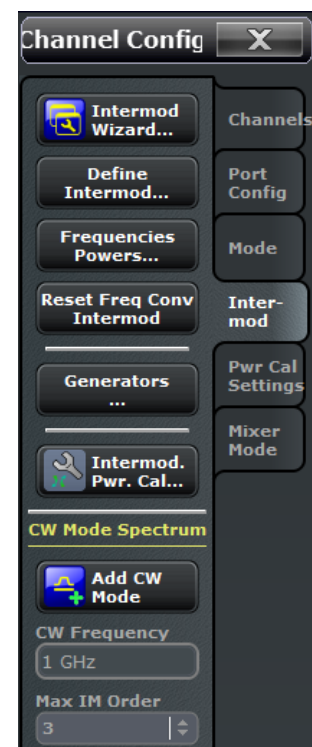 Channel Config
X
Intermod
Wizard...
Define
Intermod...
Frequencies
Powers...
Reset Freq Conv
Intermod
Generators
...
Intermod.
Pwr. Cal...
CW Mode Spectrum
Add CW
Mode
CW Frequency
1 GHz
Max IM Order
3
Channels
Port
Config
Mode
Inter-
mod
Pwr Cal
Settings
Mixer
Mode